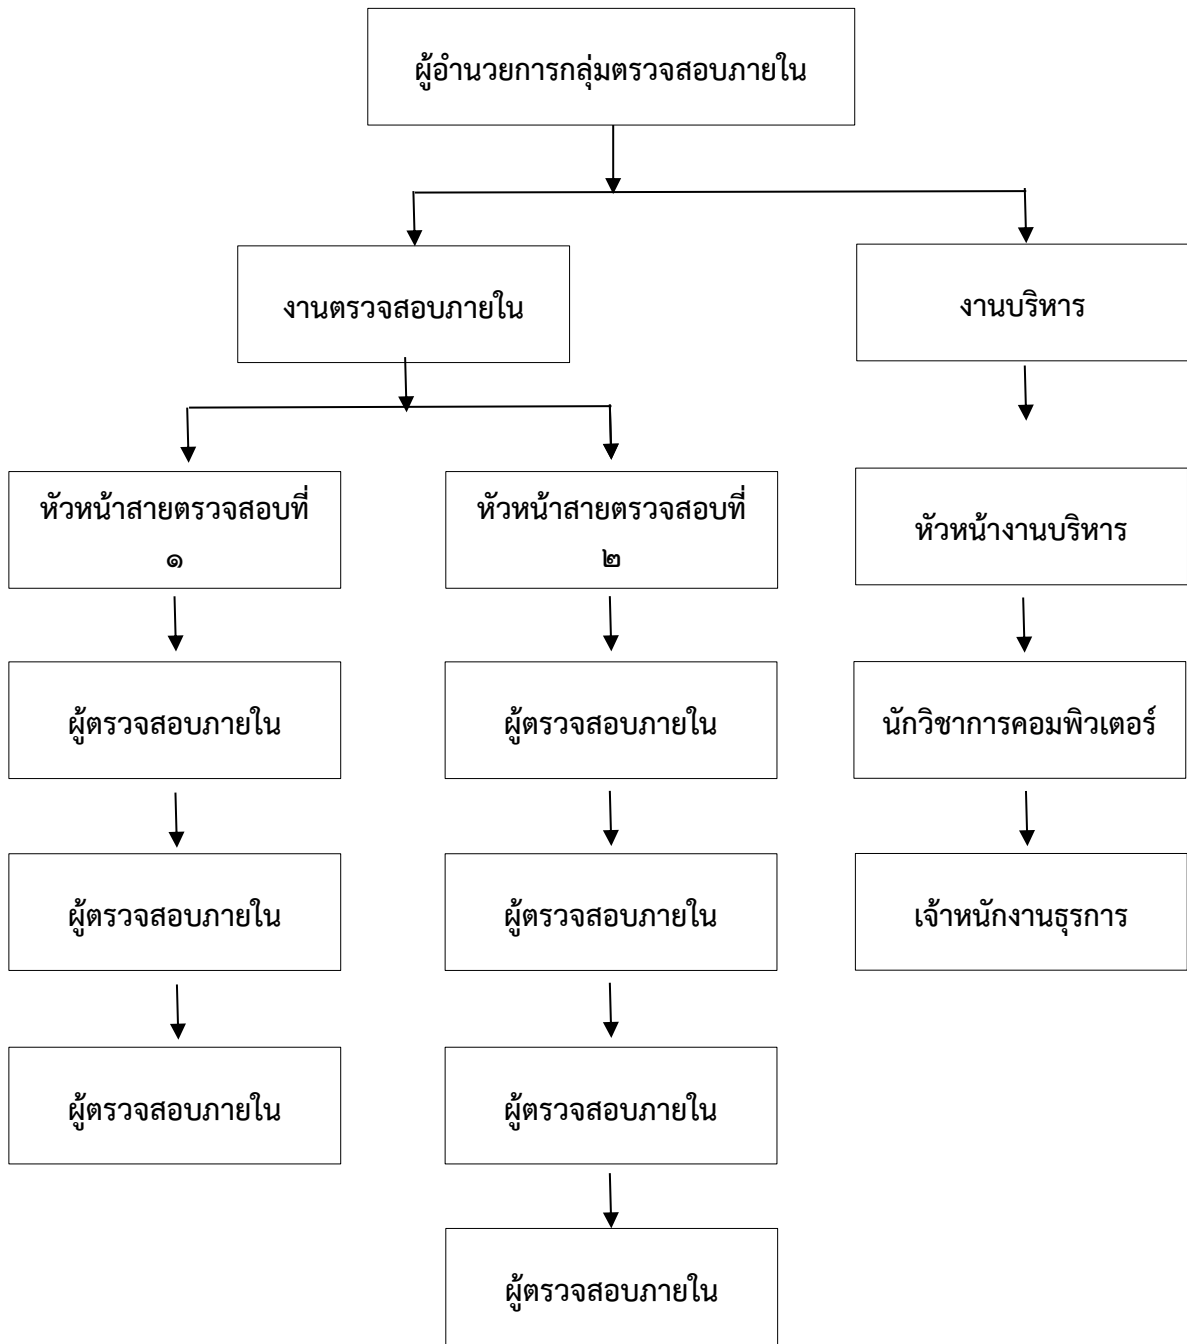 ผู้อำนวยการกลุ่มตรวจสอบภายใน
งานตรวจสอบภายใน
งานบริหาร
หัวหน้าสายตรวจสอบที่
๑
หัวหน้าสายตรวจสอบที่
๒
หัวหน้างานบริหาร
ผู้ตรวจสอบภายใน
ผู้ตรวจสอบภายใน
นักวิชาการคอมพิวเตอร์
ผู้ตรวจสอบภายใน
ผู้ตรวจสอบภายใน
เจ้าหนักงานธุรการ
ผู้ตรวจสอบภายใน
ผู้ตรวจสอบภายใน
ผู้ตรวจสอบภายใน